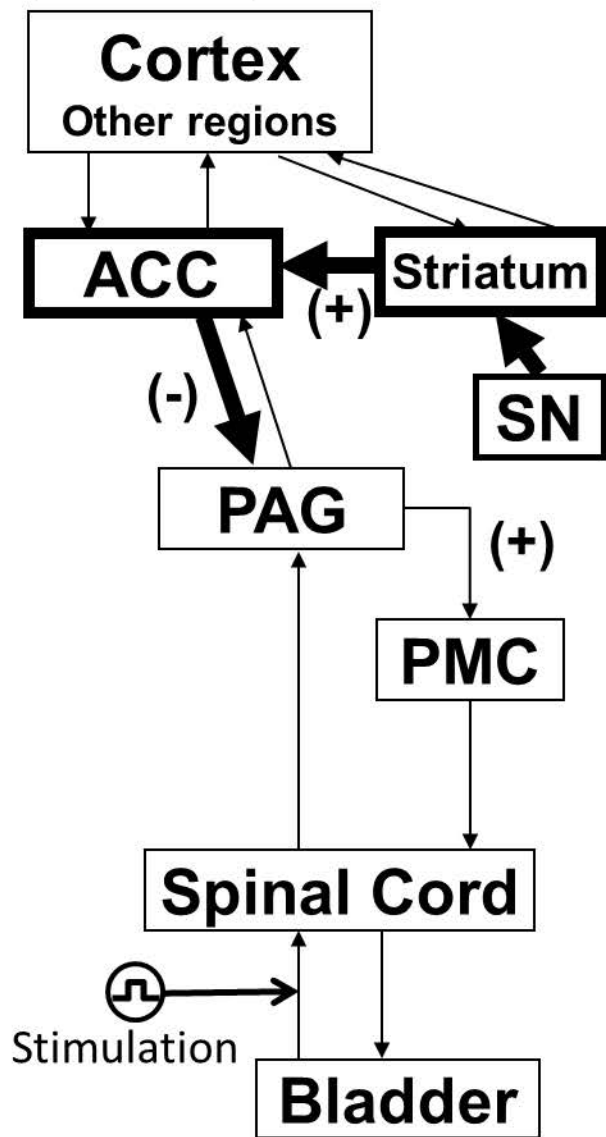 Cortex
Other regions
ACC
Striatum
(+)
(-)
SN
PAG
(+)
PMC
Spinal Cord
Stimulation
Bladder